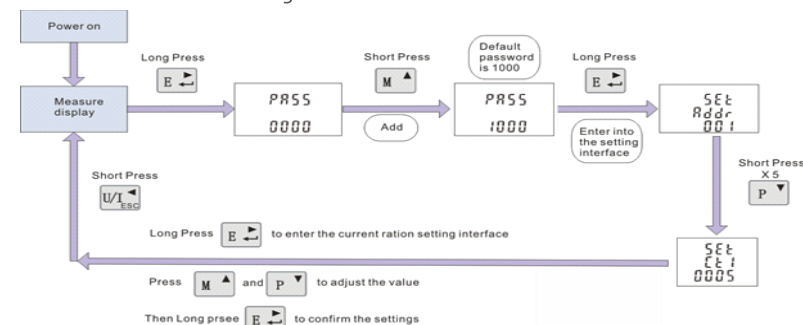 Power on
Measure
display
Long Press
E
PASS
0000
Short Press
M
Add
Default
password
is 1000
PASS
1000
Long Press
E
Enter into
the setting
interface
SEt
Addr
001
Short Press
X 5
P
SEt
Ct1
0005
Short Press
U/I
ESC
Long Press E to enter the current ration setting interface
Press M and P to adjust the value
Then Long prsee E to confirm the settings